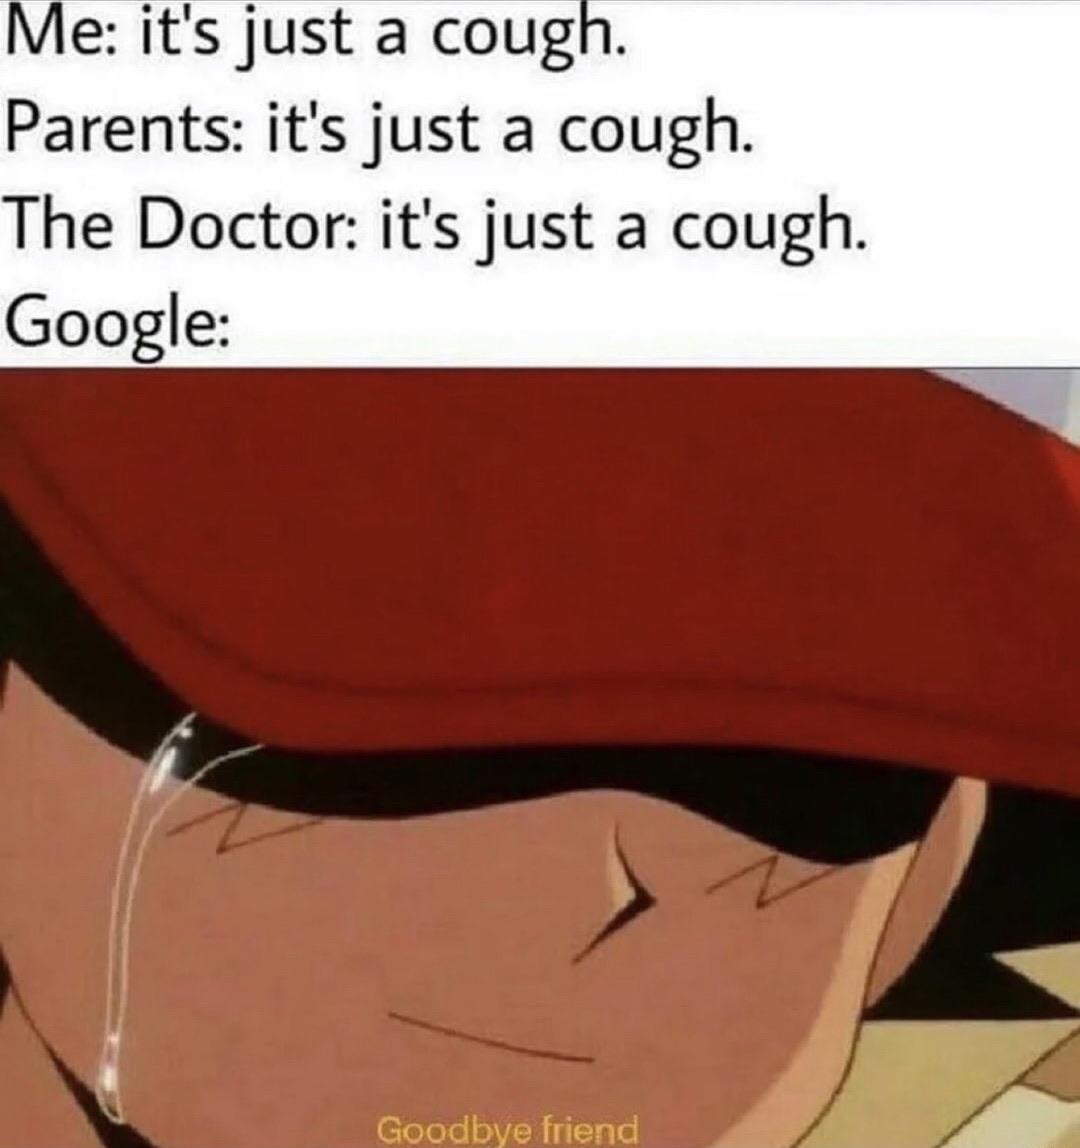 Me: it's just a cough.
Parents: it's just a cough.
The Doctor: it's just a cough.
Google:
Goodbye friend